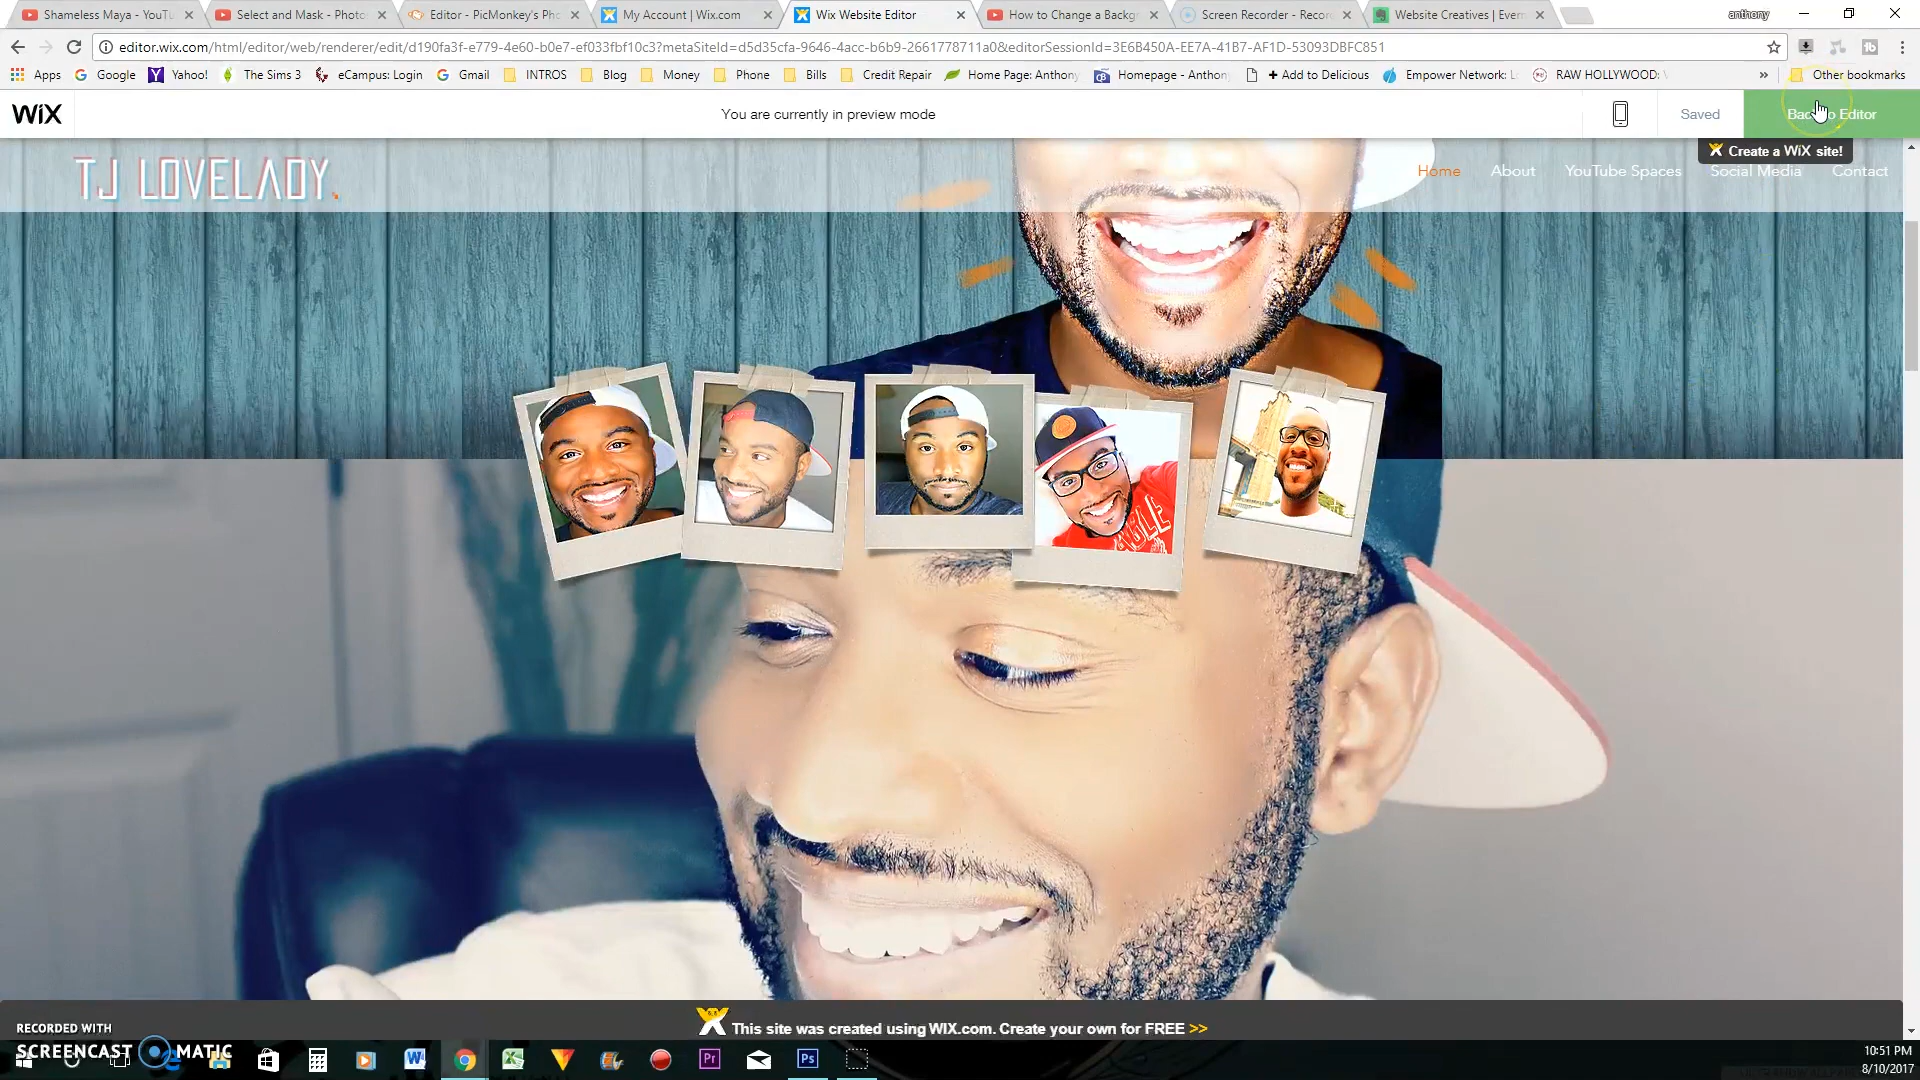 Shameless Maya - YouTu
Select and Mask - Photos
Editor - PicMonkey's Pho
My Account | Wix.com
Wix Website Editor
How to Change a Backg
Screen Recorder - Record
Website Creatives | Evern
anthony
editor.wix.com/html/editor/web/renderer/edit/d190fa3f-e779-4e60-b0e7-ef033fbf10c3?metaSiteId=d5d35cfa-9646-4acc-b6b9-2661778711a0&editorSessionId=3E6B450A-EE7A-41B7-AF1D-53093DBFC851
Apps
Google
Yahoo!
The Sims 3
eCampus: Login
Gmail
INTROS
Blog
Money
Phone
Bills
Credit Repair
Home Page: Anthony
Homepage - Anthon
+ Add to Delicious
Empower Network: L
RAW HOLLYWOOD:
»
Other bookmarks
WiX
You are currently in preview mode
Saved
Back to Editor
Create a WiX site!
TJ LOVELADY.
Home
About
YouTube Spaces
Social Media
Contact
This site was created using WIX.com. Create your own for FREE >>
RECORDED WITH
SCREENCAST MATIC
W
Pr
Ps
10:51 PM
8/10/2017